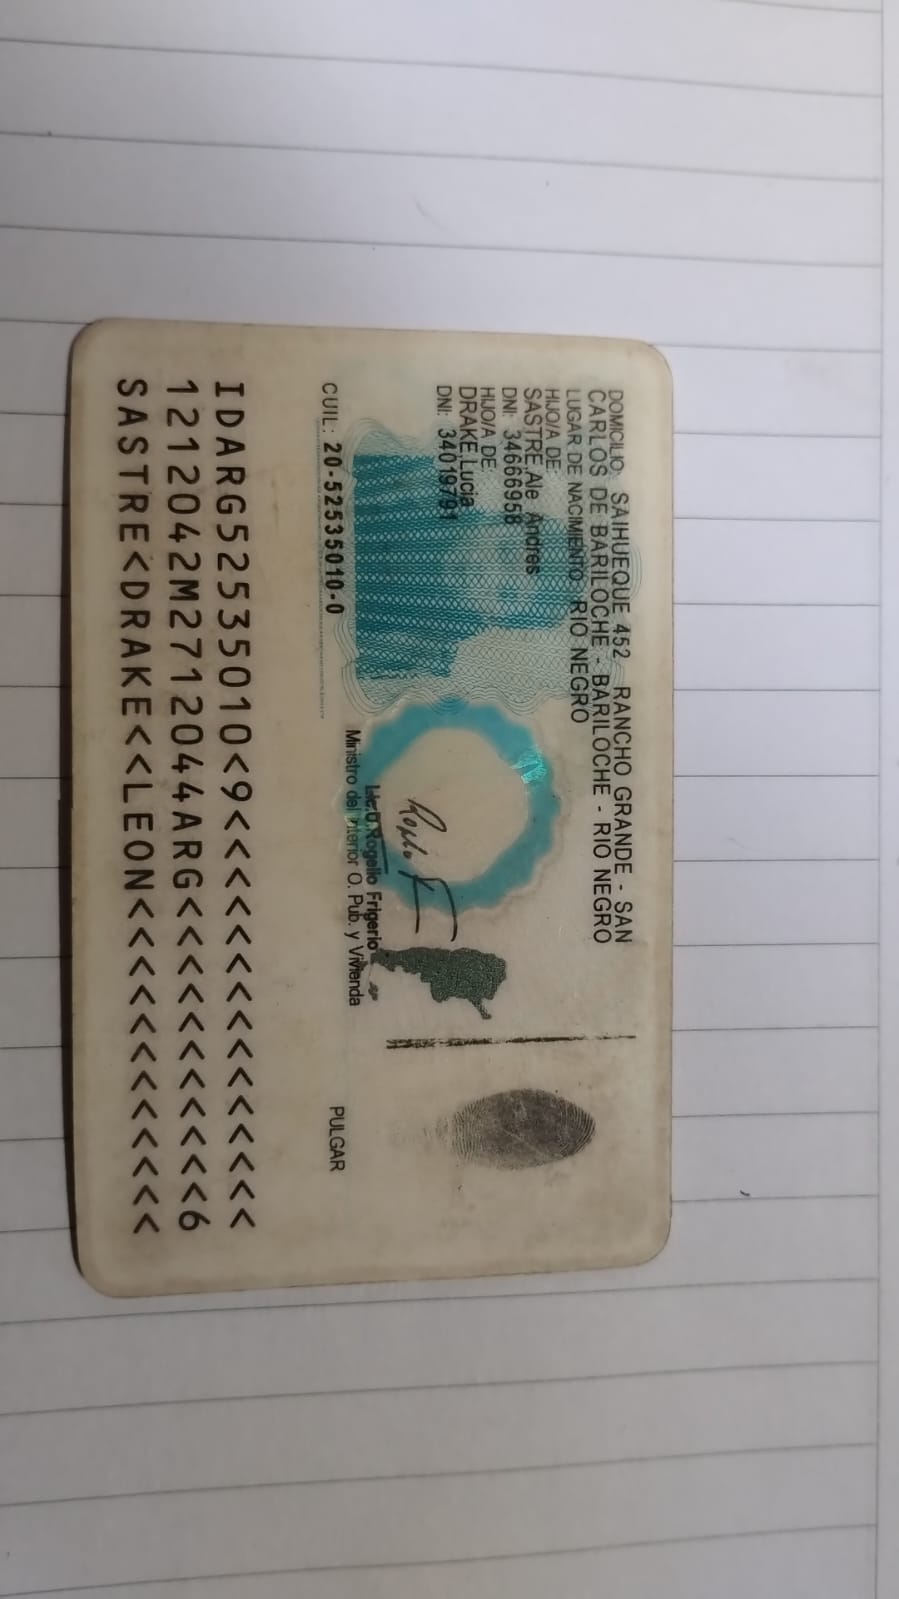 DOMICILIO: SAIHUEQUE 452 RANCHO GRANDE - SAN
CARLOS DE BARILOCHE - BARILOCHE - RIO NEGRO
LUGAR DE NACIMIENTO: RIO NEGRO
HIJO/A DE:
SASTRE,Ale Andres
DNI: 34666958
HIJO/A DE:
DRAKE,Lucia
DNI: 34019791
CUIL: 20-52535010-0
Rogelio Frigerio
Ministro del Interior O. Pub. y Vivienda
PULGAR
IDARG52535010<9<<<<<<<<<<<<<<<
1212042M2712044ARG<<<<<<<<<<<6
SASTRE<DRAKE<<LEON<<<<<<<<<<<<